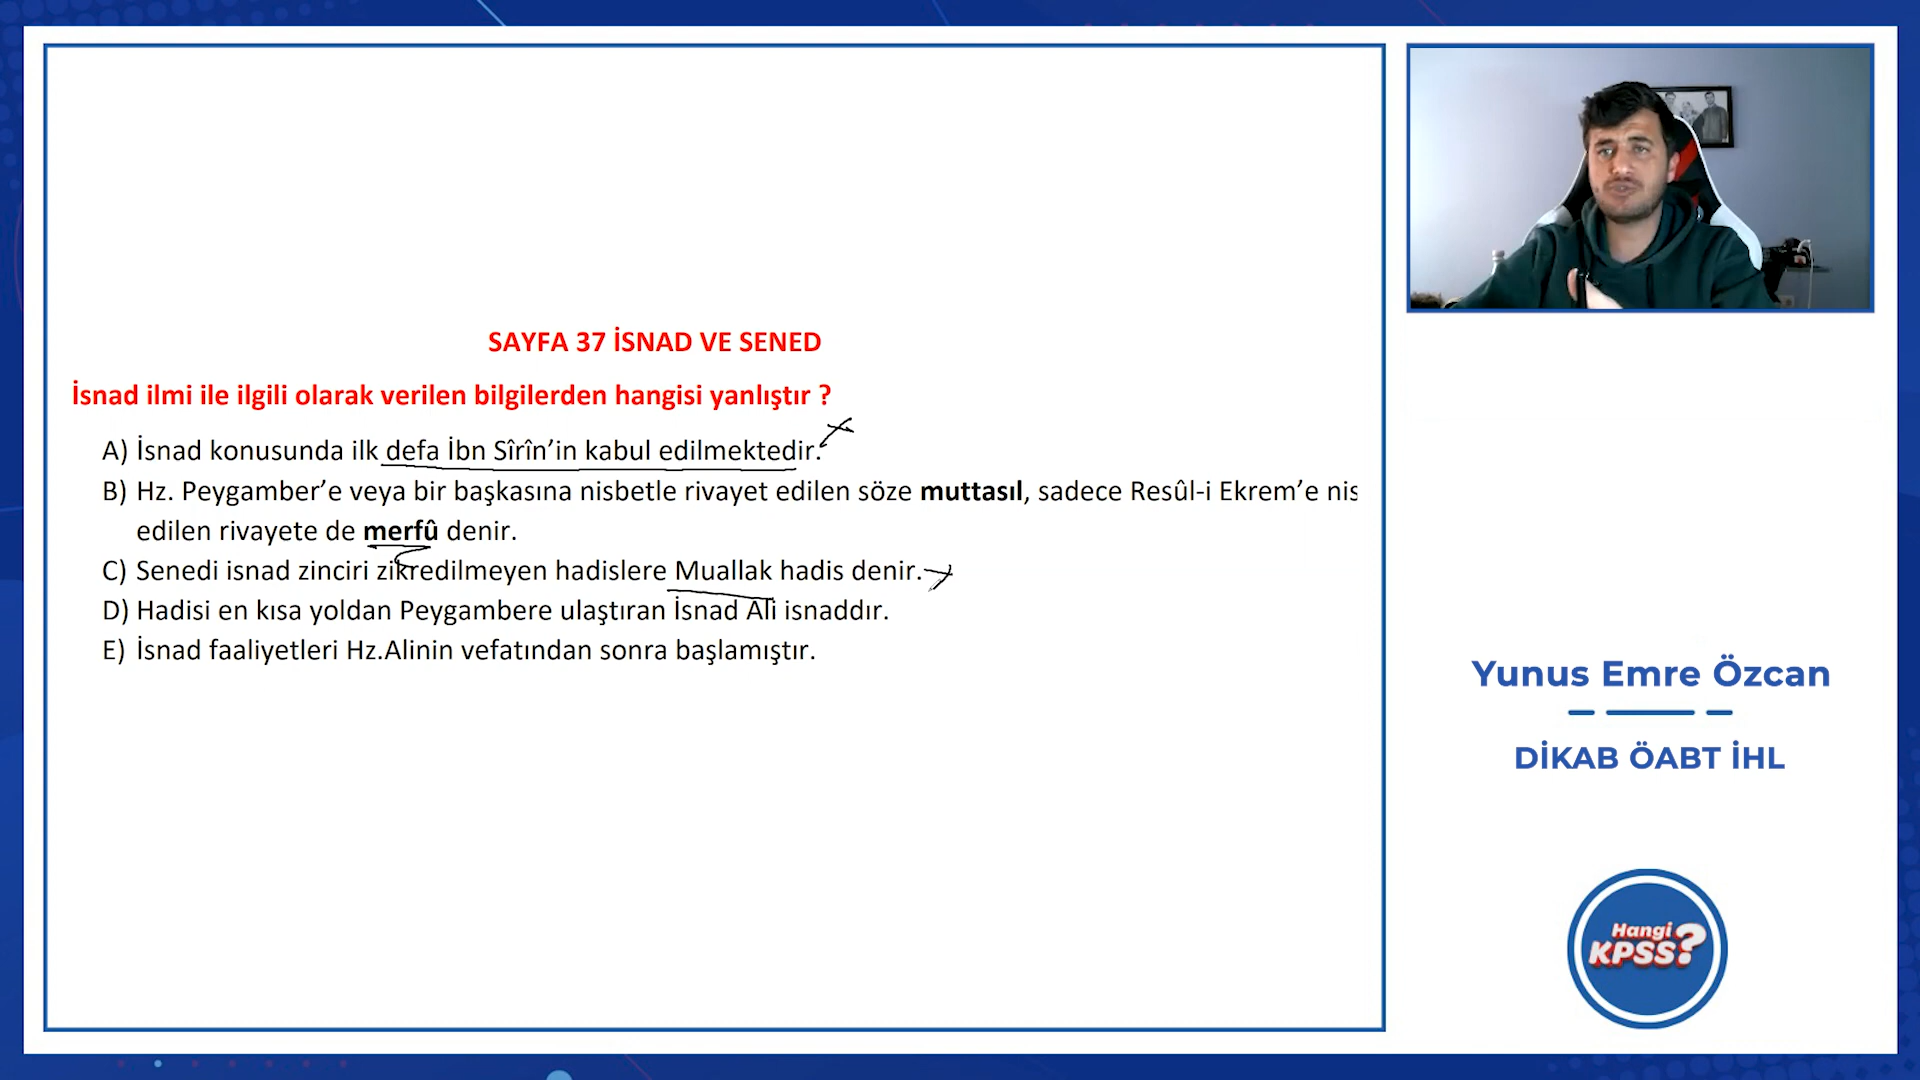 SAYFA 37 İSNAD VE SENED
İsnad ilmi ile ilgili olarak verilen bilgilerden hangisi yanlıştır ?
A) İsnad konusunda ilk defa İbn Sîrîn’in kabul edilmektedir.
B) Hz. Peygamber’e veya bir başkasına nisbetle rivayet edilen söze muttasıl, sadece Resûl-i Ekrem’e nis
edilen rivayete de merfû denir.
C) Senedi isnad zinciri zikredilmeyen hadislere Muallak hadis denir.
D) Hadisi en kısa yoldan Peygambere ulaştıran İsnad Ali isnaddır.
E) İsnad faaliyetleri Hz.Alinin vefatından sonra başlamıştır.
Yunus Emre Özcan
DİKAB ÖABT İHL
Hangi
KPSS?